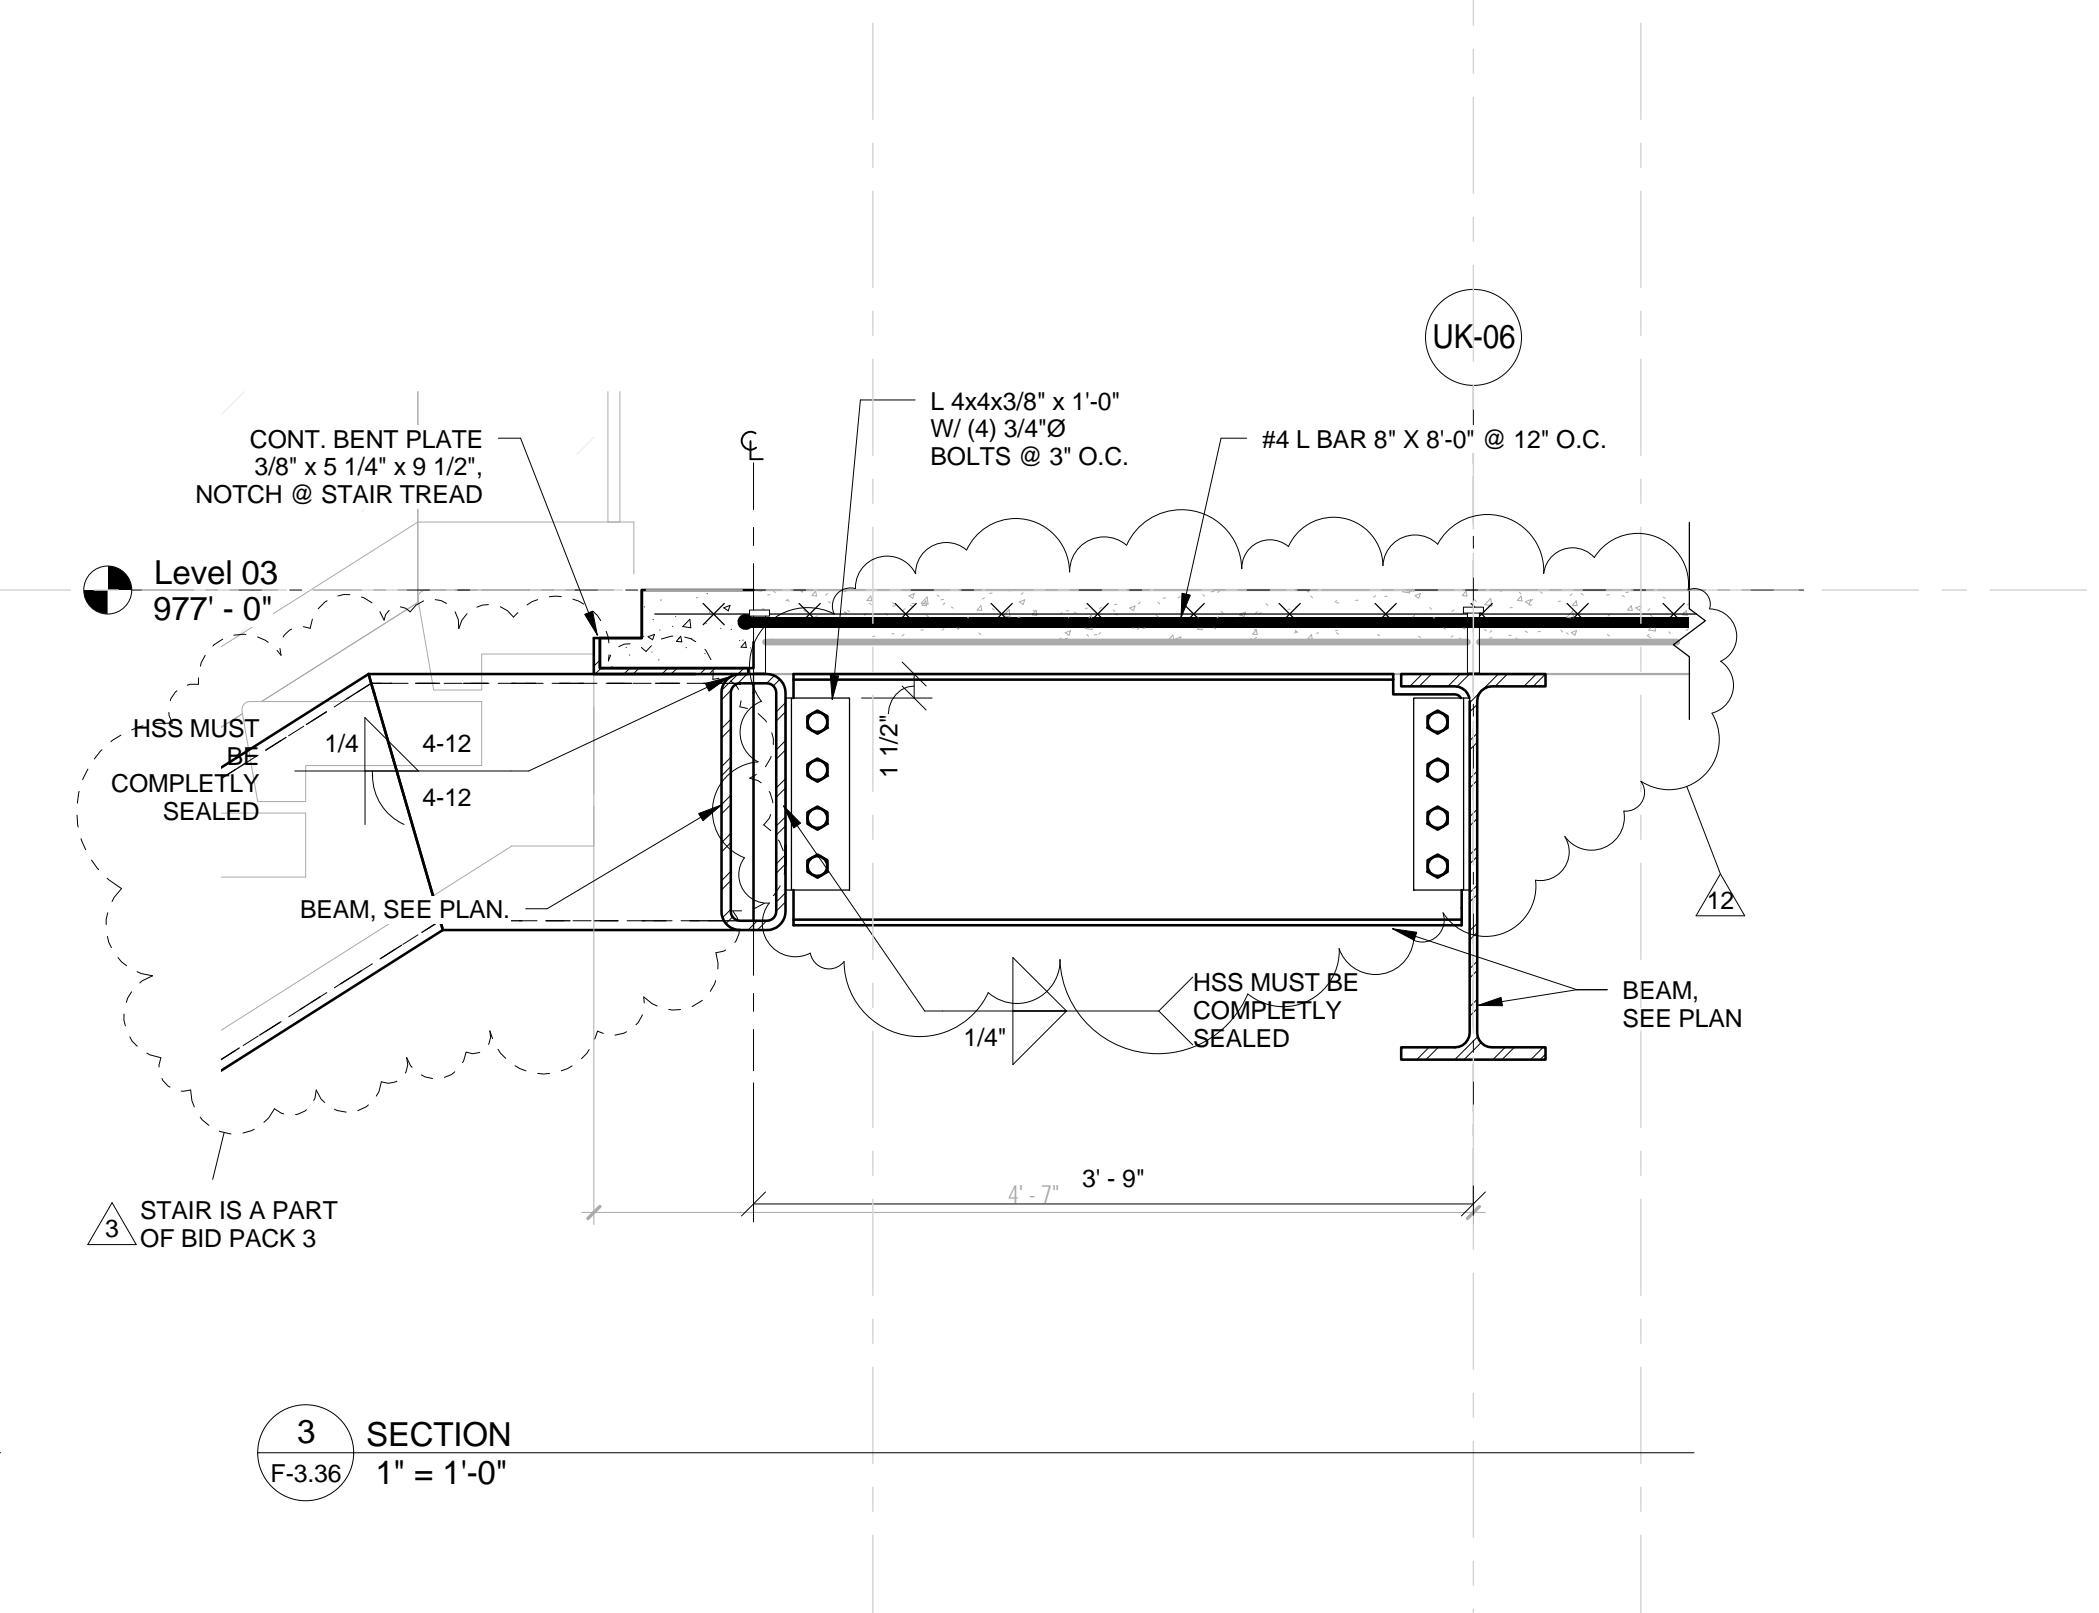 UK-06
L 4x4x3/8" x 1'-0"
W/ (4) 3/4"Ø
BOLTS @ 3" O.C.
CONT. BENT PLATE
3/8" x 5 1/4" x 9 1/2",
NOTCH @ STAIR TREAD
℄
#4 L BAR 8" X 8'-0" @ 12" O.C.
Level 03
977' - 0"
HSS MUST
BE
COMPLETLY
SEALED
1/4
4-12
4-12
1 1/2"
BEAM, SEE PLAN.
12
HSS MUST BE
COMPLETLY
SEALED
1/4"
BEAM,
SEE PLAN
3' - 9"
4' - 7"
3
STAIR IS A PART
OF BID PACK 3
3
F-3.36
SECTION
1" = 1'-0"